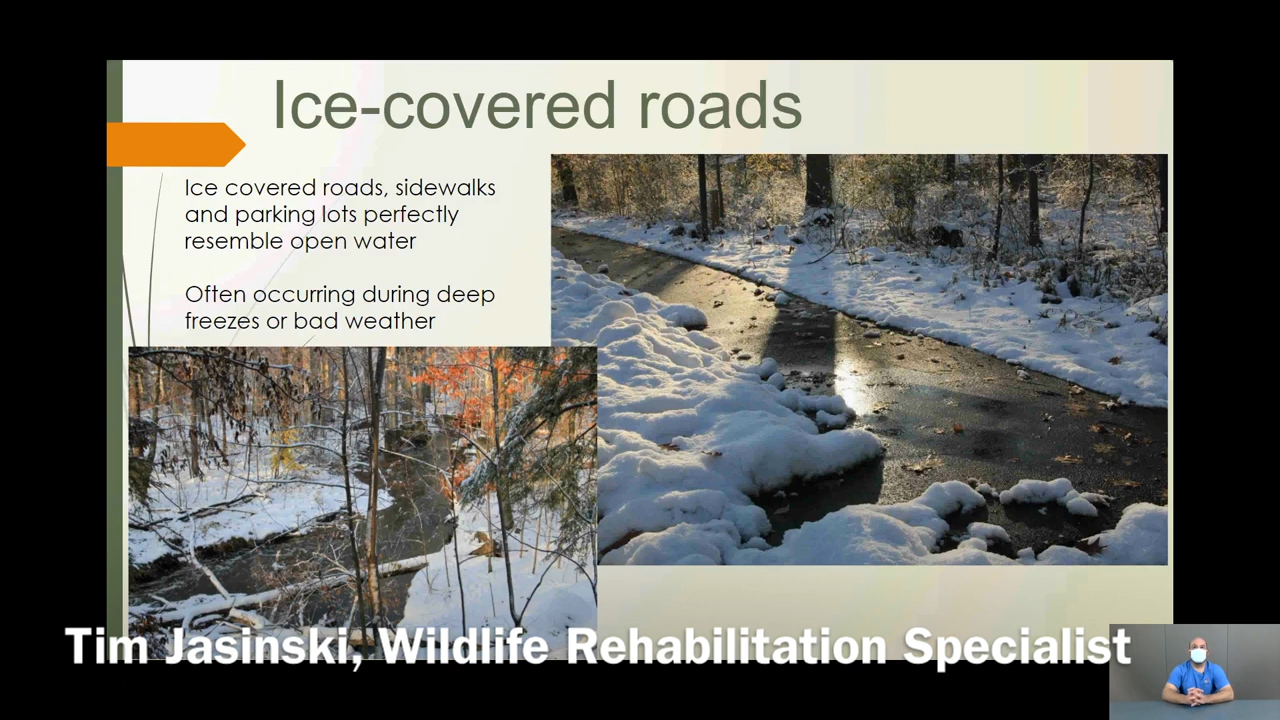 Ice-covered roads
Ice covered roads, sidewalks
and parking lots perfectly
resemble open water
Often occurring during deep
freezes or bad weather
Tim Jasinski, Wildlife Rehabilitation Specialist